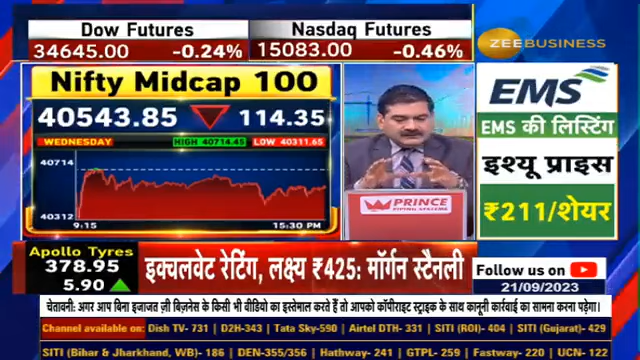 Dow Futures
34645.00 -0.24%
Nasdaq Futures
15083.00 -0.46%
ZEE BUSINESS
Nifty Midcap 100
40543.85 114.35
WEDNESDAY HIGH 40714.45 LOW 40311.65
40714
40312
9:15 15:30 PM
PRINCE
PIPING SYSTEMS
EMS
EMS की लिस्टिंग
इश्यू प्राइस
₹211/शेयर
Apollo Tyres
378.95
5.90
इक्वलवेट रेटिंग, लक्ष्य ₹425: मॉर्गन स्टैनली
Follow us on
21/09/2023
चेतावनी: अगर आप बिना इजाजत ज़ी बिज़नेस के किसी भी वीडियो का इस्तेमाल करते हैं तो आपको कॉपीराइट स्ट्राइक के साथ कानूनी कार्रवाई का सामना करना पड़ेगा।
Channel available on: Dish TV- 731 | D2H-343 | Tata Sky-590 | Airtel DTH- 331 | SITI (ROI)- 404 | SITI (Gujarat)- 429
SITI (Bihar & Jharkhand, WB)- 186 | DEN-355/356 | Hathway- 241 | GTPL- 259 | Fastway- 220 | UCN- 122